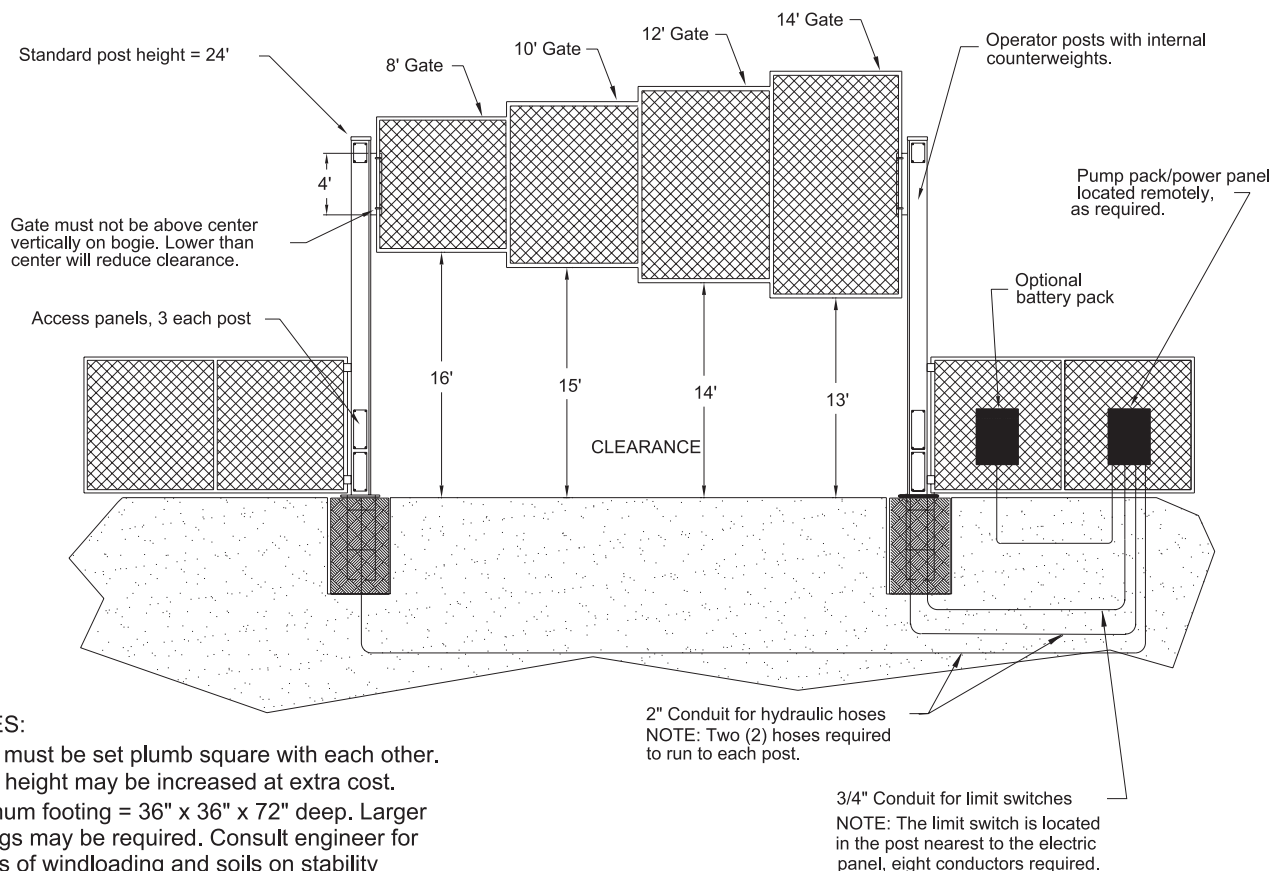 14' Gate
12' Gate
10' Gate
8' Gate
Standard post height = 24'
Operator posts with internal
counterweights.
4'
Pump pack/power panel
located remotely,
as required.
Gate must not be above center
vertically on bogie. Lower than
center will reduce clearance.
Optional
battery pack
Access panels, 3 each post
16'
15'
14'
13'
CLEARANCE
2" Conduit for hydraulic hoses
NOTE: Two (2) hoses required
to run to each post.
3/4" Conduit for limit switches
NOTE: The limit switch is located
in the post nearest to the electric
panel, eight conductors required.
ES:
must be set plumb square with each other.
height may be increased at extra cost.
num footing = 36" x 36" x 72" deep. Larger
gs may be required. Consult engineer for
s of windloading and soils on stability